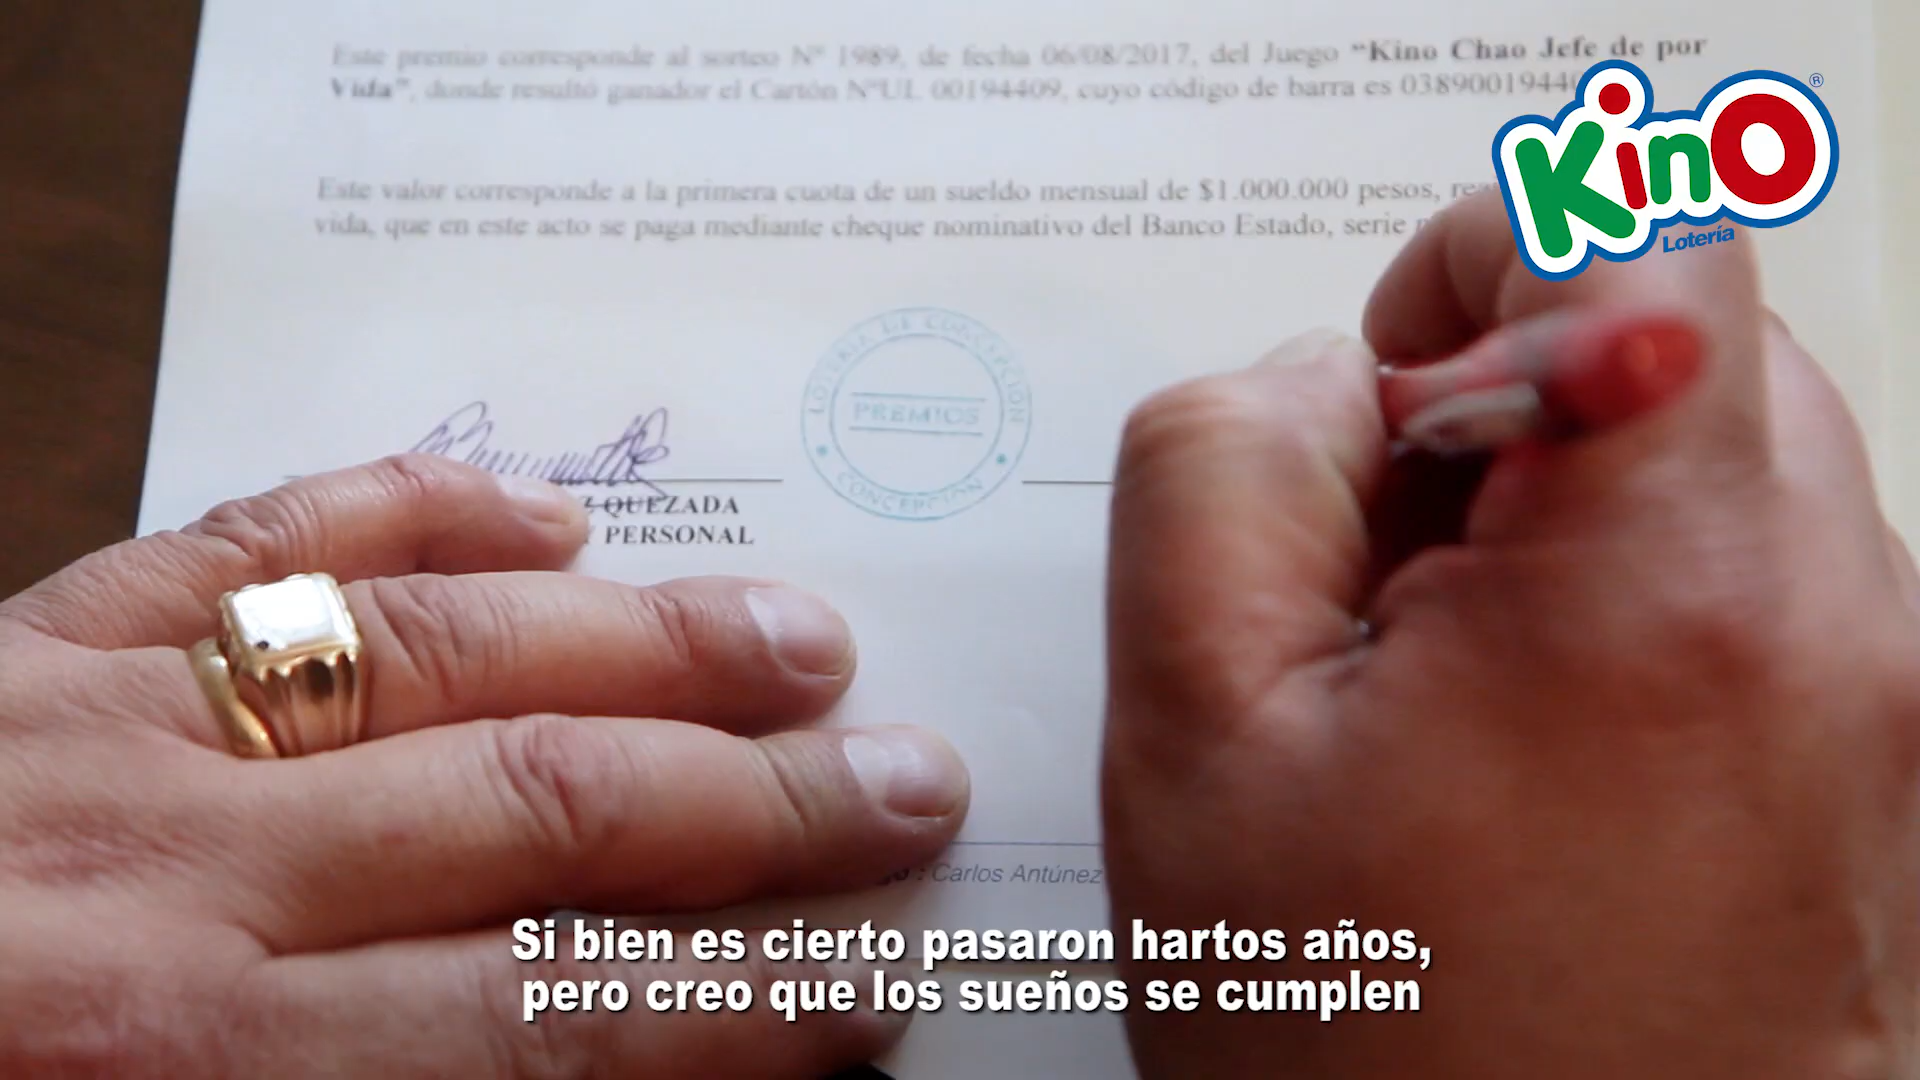 Este premio corresponde al sorteo Nº 1989, de fecha 06/08/2017, del Juego “Kino Chao Jefe de por
Vida”, donde resultó ganador el Cartón NºUL 00194409, cuyo código de barra es 03890019440
KinO ®
Lotería
Este valor corresponde a la primera cuota de un sueldo mensual de $1.000.000 pesos,
vida, que en este acto se paga mediante cheque nominativo del Banco Estado, serie
LOTERIA DE CONCEPCION
PREMIOS
CONCEPCION
QUEZADA
Y PERSONAL
: Carlos Antúnez
Si bien es cierto pasaron hartos años,
pero creo que los sueños se cumplen